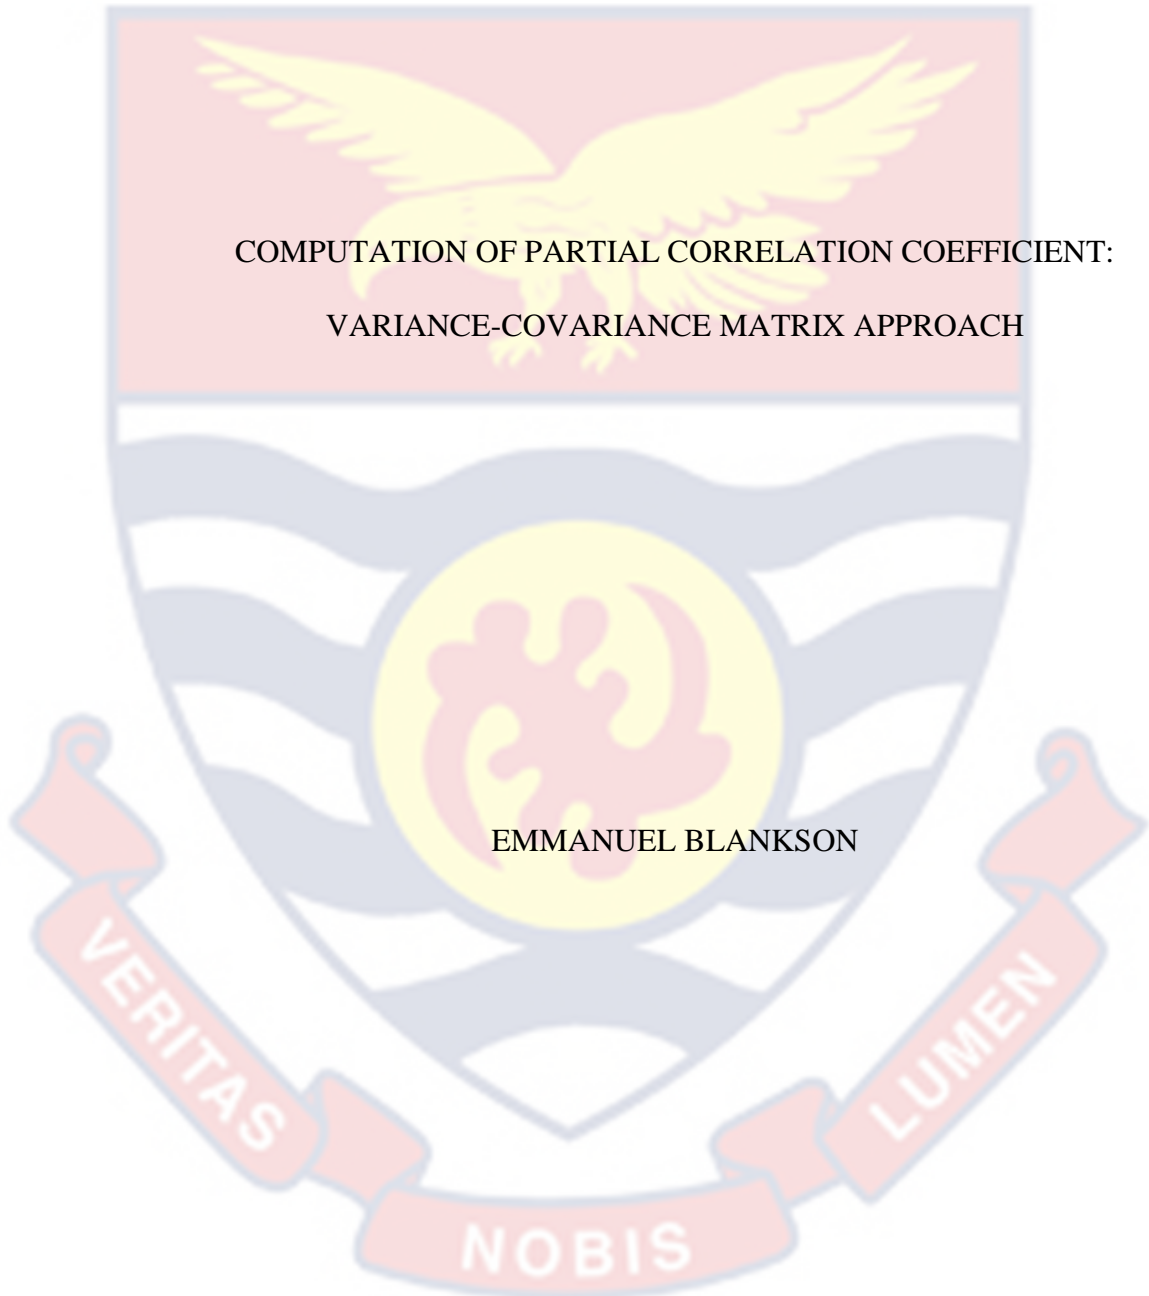 COMPUTATION OF PARTIAL CORRELATION COEFFICIENT:
VARIANCE-COVARIANCE MATRIX APPROACH
EMMANUEL BLANKSON
VERITAS
NOBIS
LUMEN